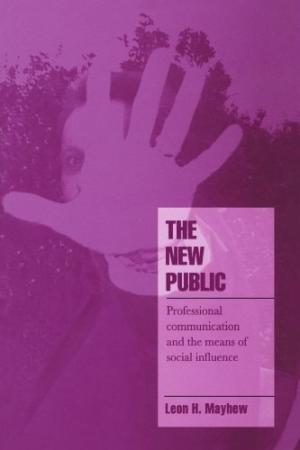 THE
NEW
PUBLIC
Professional
communication
and the means of
social influence
Leon H. Mayhew